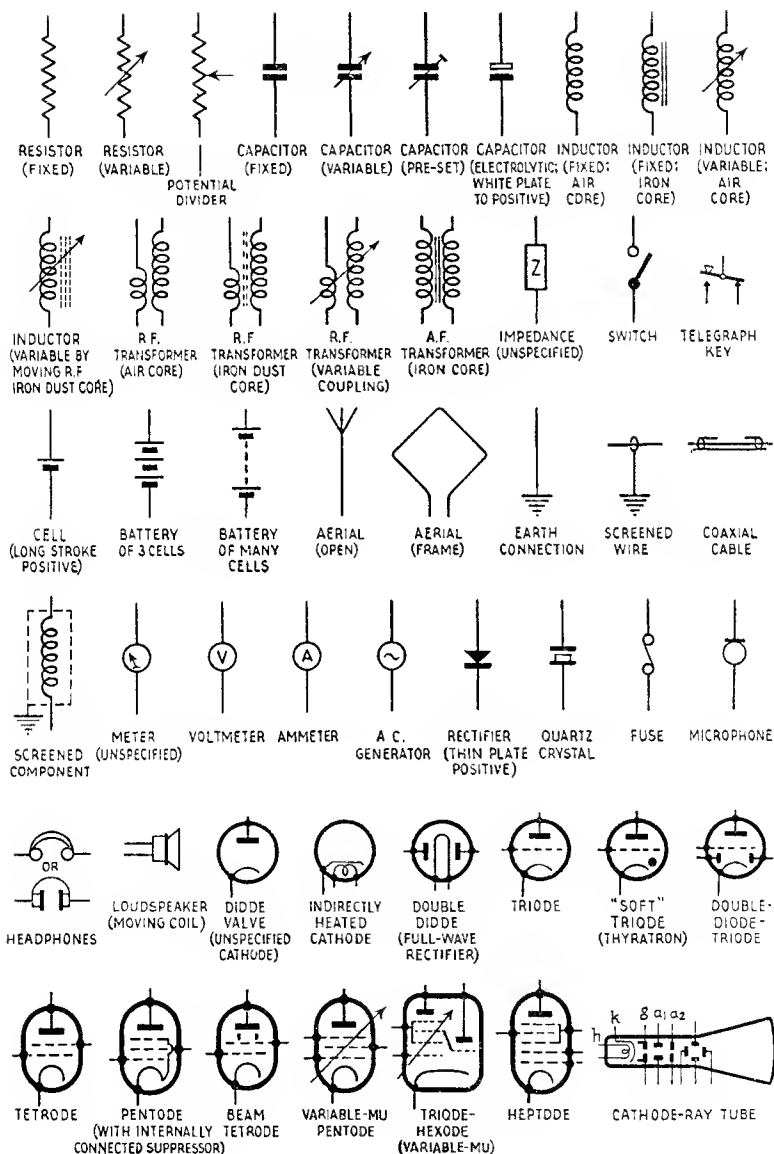 RESISTOR
(FIXED)
RESISTOR
(VARIABLE)
POTENTIAL
DIVIDER
CAPACITOR
(FIXED)
CAPACITOR
(VARIABLE)
CAPACITOR
(PRE-SET)
CAPACITOR
(ELECTROLYTIC;
WHITE PLATE
TO POSITIVE)
INDUCTOR
(FIXED;
AIR
CORE)
INDUCTOR
(FIXED;
IRON
CORE)
INDUCTOR
(VARIABLE;
AIR
CORE)
INDUCTOR
(VARIABLE BY
MOVING R.F
IRON DUST CORE)
R.F.
TRANSFORMER
(AIR CORE)
R.F
TRANSFORMER
(IRON DUST
CORE)
R.F.
TRANSFORMER
(VARIABLE
COUPLING)
A.F.
TRANSFORMER
(IRON CORE)
Z
IMPEDANCE
(UNSPECIFIED)
SWITCH
TELEGRAPH
KEY
CELL
(LONG STROKE
POSITIVE)
BATTERY
OF 3 CELLS
BATTERY
OF MANY
CELLS
AERIAL
(OPEN)
AERIAL
(FRAME)
EARTH
CONNECTION
SCREENED
WIRE
COAXIAL
CABLE
SCREENED
COMPONENT
METER
(UNSPECIFIED)
V
VOLTMETER
A
AMMETER
A C.
GENERATOR
RECTIFIER
(THIN PLATE
POSITIVE)
QUARTZ
CRYSTAL
FUSE
MICROPHONE
OR
HEADPHONES
LOUDSPEAKER
(MOVING COIL)
DIODE
VALVE
(UNSPECIFIED
CATHODE)
INDIRECTLY
HEATED
CATHODE
DOUBLE
DIODE
(FULL-WAVE
RECTIFIER)
TRIODE
"SOFT"
TRIODE
(THYRATRON)
DOUBLE-
DIODE-
TRIODE
TETRODE
PENTODE
(WITH INTERNALLY
CONNECTED SUPPRESSOR)
BEAM
TETRODE
VARIABLE-MU
PENTODE
TRIODE-
HEXODE
(VARIABLE-MU)
HEPTODE
k g a1 a2
h
CATHODE-RAY TUBE